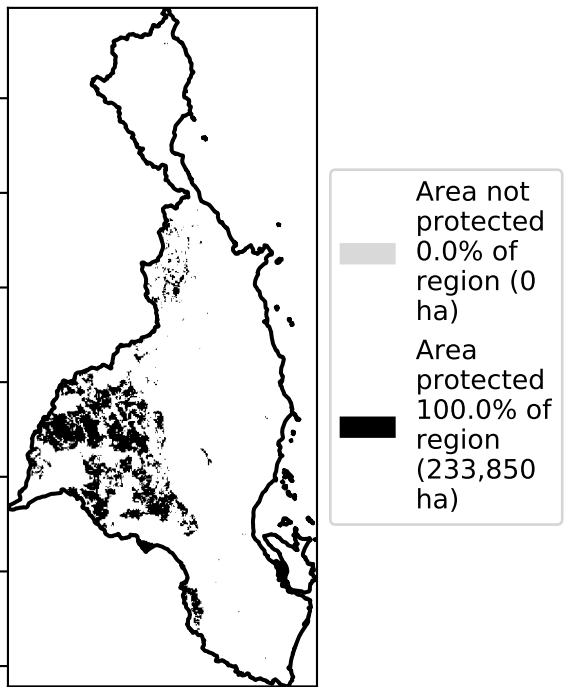 Area not
protected
0.0% of
region (0
ha)
Area
protected
100.0% of
region
(233,850
ha)